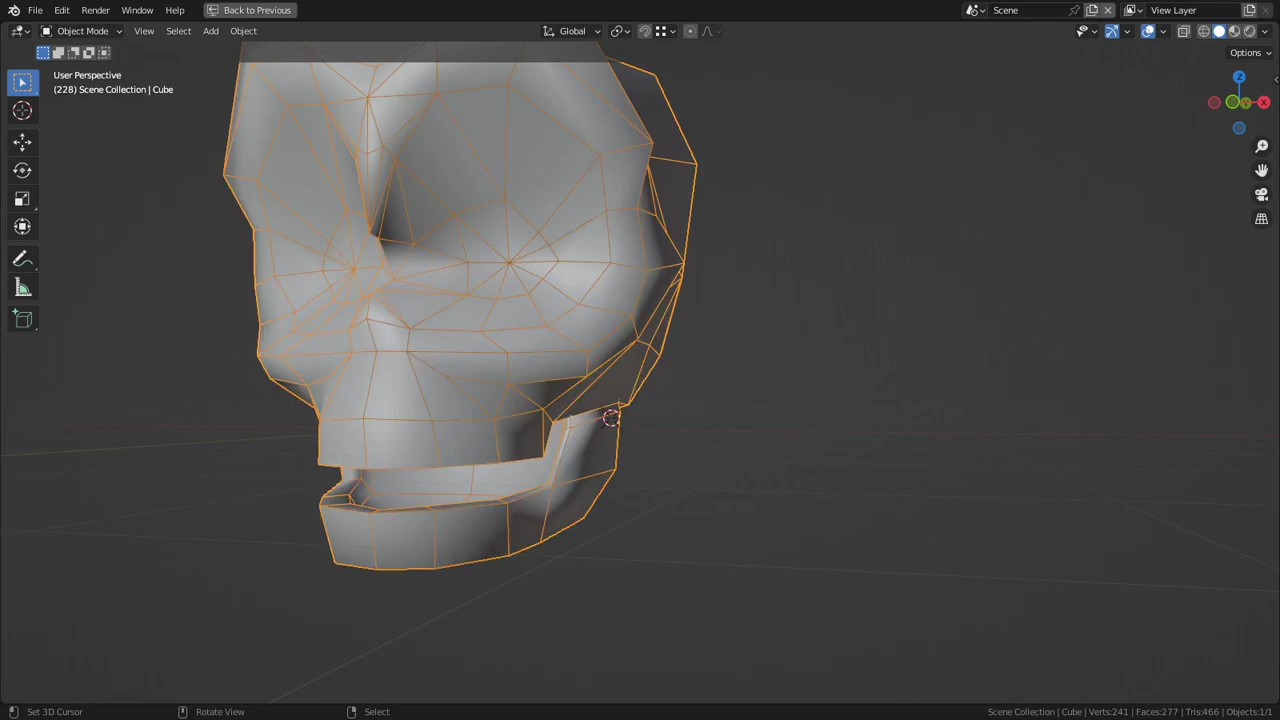 File Edit Render Window Help Back to Previous Scene View Layer
Object Mode View Select Add Object Global
Options
User Perspective
(228) Scene Collection | Cube
Z
Y X
Set 3D Cursor Rotate View Select Scene Collection | Cube | Verts:241 | Faces:277 | Tris:466 | Objects:1/1